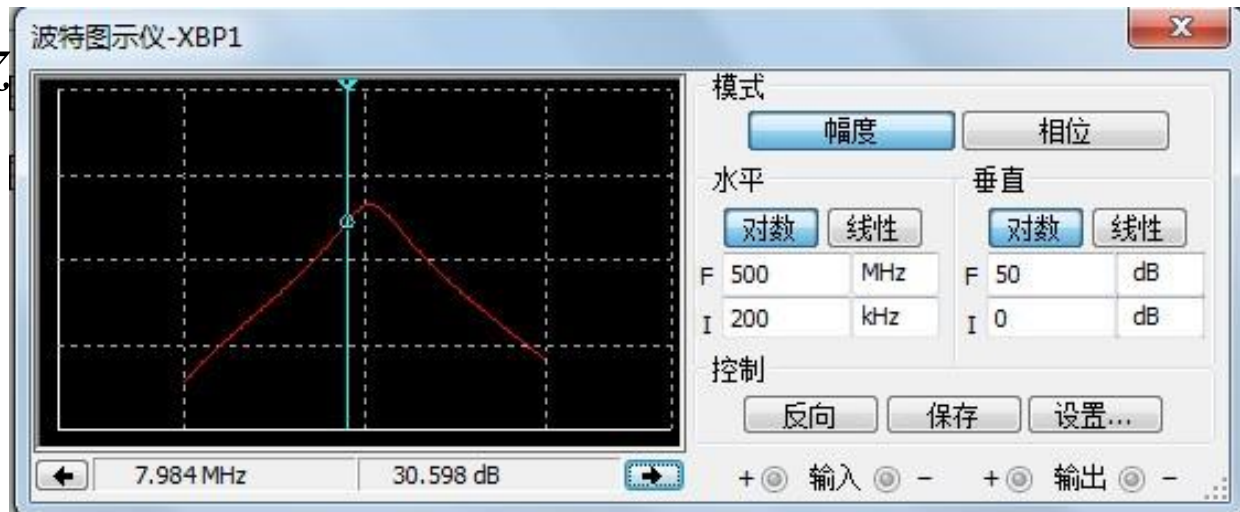 波特图示仪-XBP1
X
模式
幅度 相位
水平 垂直
对数 线性 对数 线性
F 500 MHz F 50 dB
I 200 kHz I 0 dB
控制
反向 保存 设置...
7.984 MHz 30.598 dB + 输入 - + 输出 -